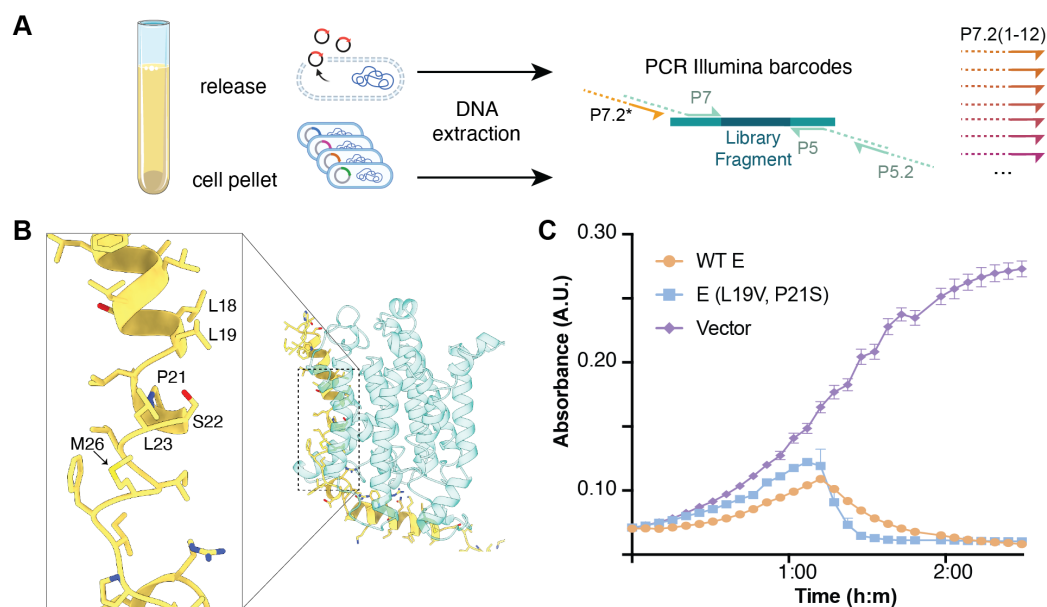 A
release
cell pellet
DNA
extraction
PCR Illumina barcodes
P7
P7.2*
Library
Fragment
P5
P5.2
P7.2(1-12)
...
B
L18
L19
P21
S22
L23
M26
C
0.30
0.20
0.10
Absorbance (A.U.)
WT E
E (L19V, P21S)
Vector
1:00
2:00
Time (h:m)